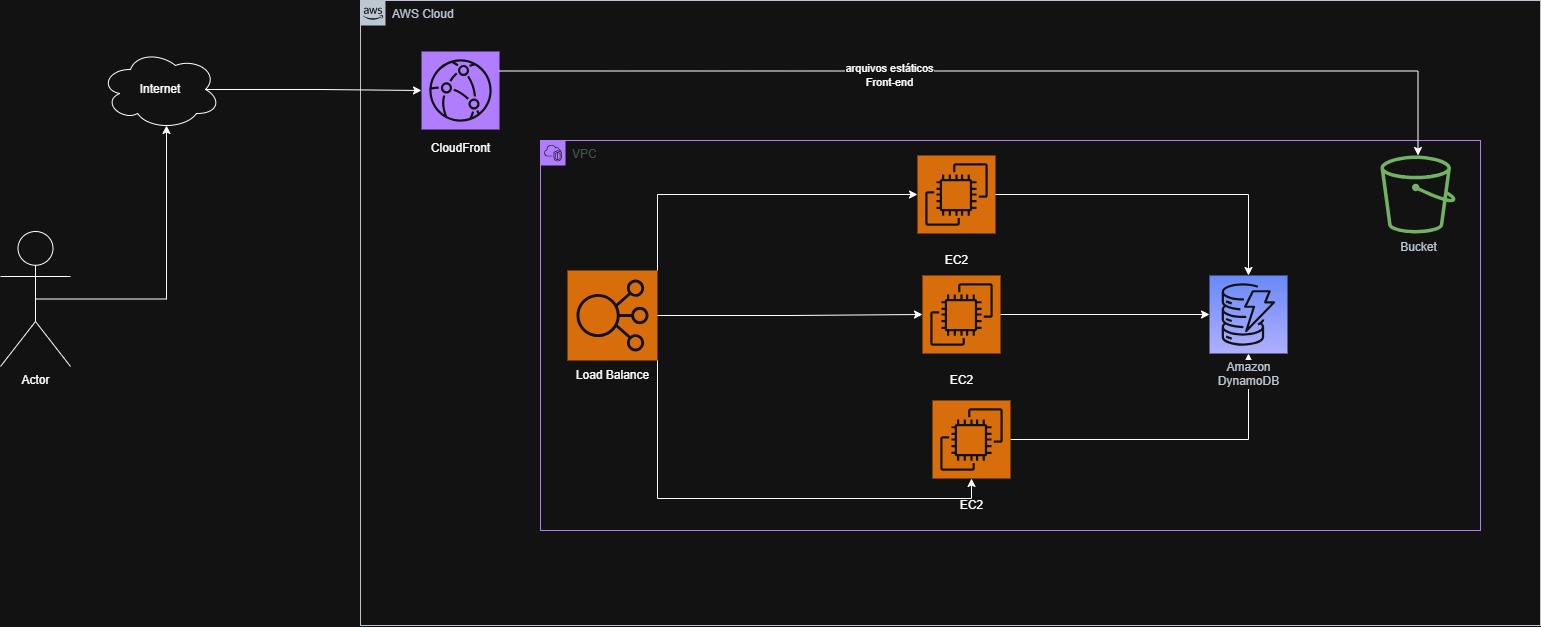 aws
AWS Cloud
Internet
arquivos estáticos
Front-end
CloudFront
VPC
Bucket
EC2
Load Balance
Amazon
DynamoDB
Actor
EC2
EC2